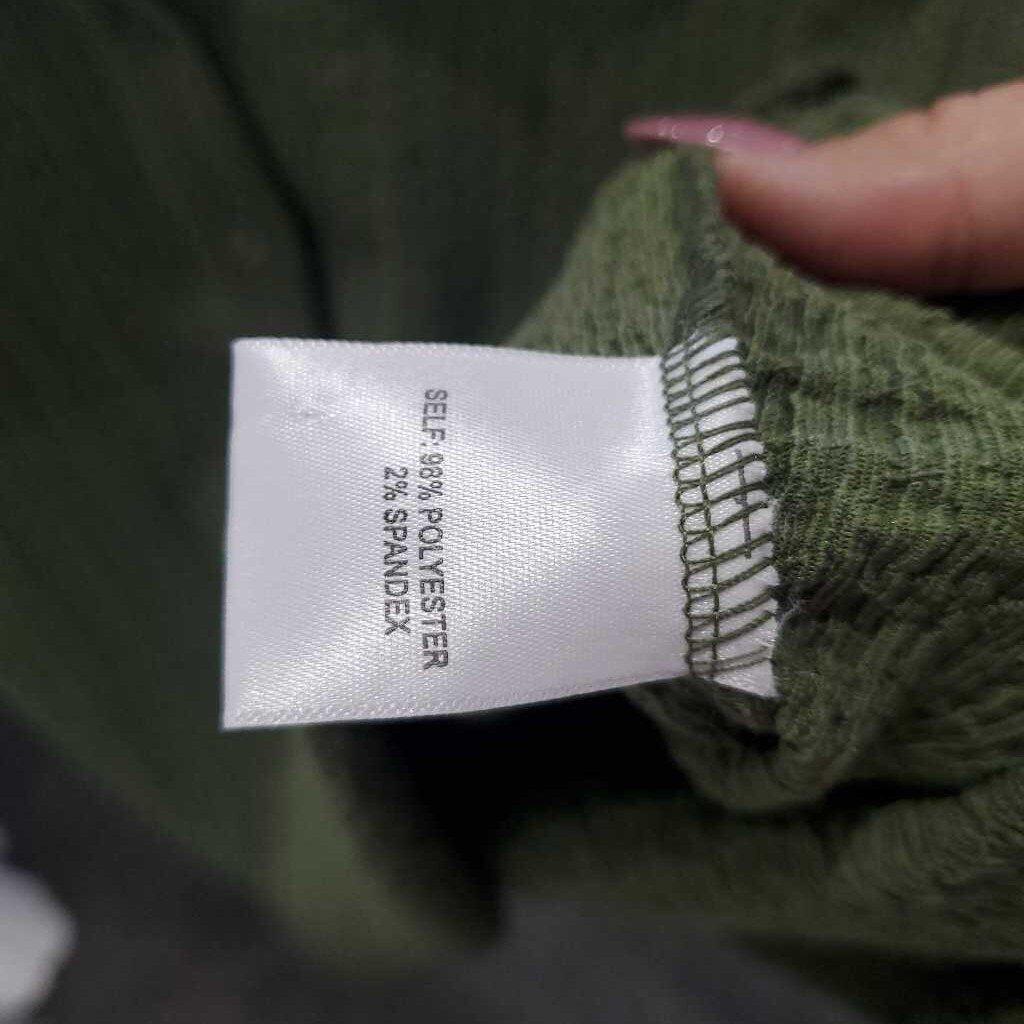 SELF: 98% POLYESTER
2% SPANDEX